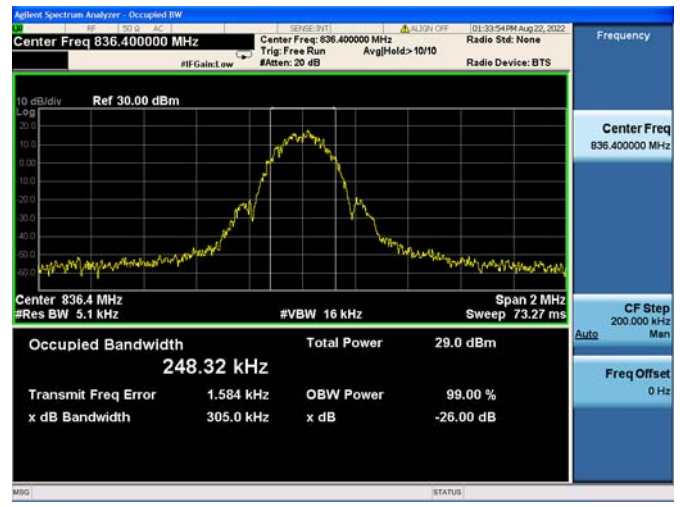 Agilent Spectrum Analyzer - Occupied BW
RF 50 Ω AC SENSE:INT ALIGN OFF 01:33:54 PM Aug 22, 2022
Center Freq 836.400000 MHz Center Freq: 836.400000 MHz Radio Std: None
Trig: Free Run Avg|Hold:>10/10
#IFGain:Low #Atten: 20 dB Radio Device: BTS
Frequency
10 dB/div Ref 30.00 dBm
Log
20.0
10.0
0.00
-10.0
-20.0
-30.0
-40.0
-50.0
-60.0
Center 836.4 MHz Span 2 MHz
#Res BW 5.1 kHz #VBW 16 kHz Sweep 73.27 ms
Occupied Bandwidth Total Power 29.0 dBm
248.32 kHz
Transmit Freq Error 1.584 kHz OBW Power 99.00 %
x dB Bandwidth 305.0 kHz x dB -26.00 dB
Center Freq
836.400000 MHz
CF Step
200.000 kHz
Auto Man
Freq Offset
0 Hz
MSG STATUS